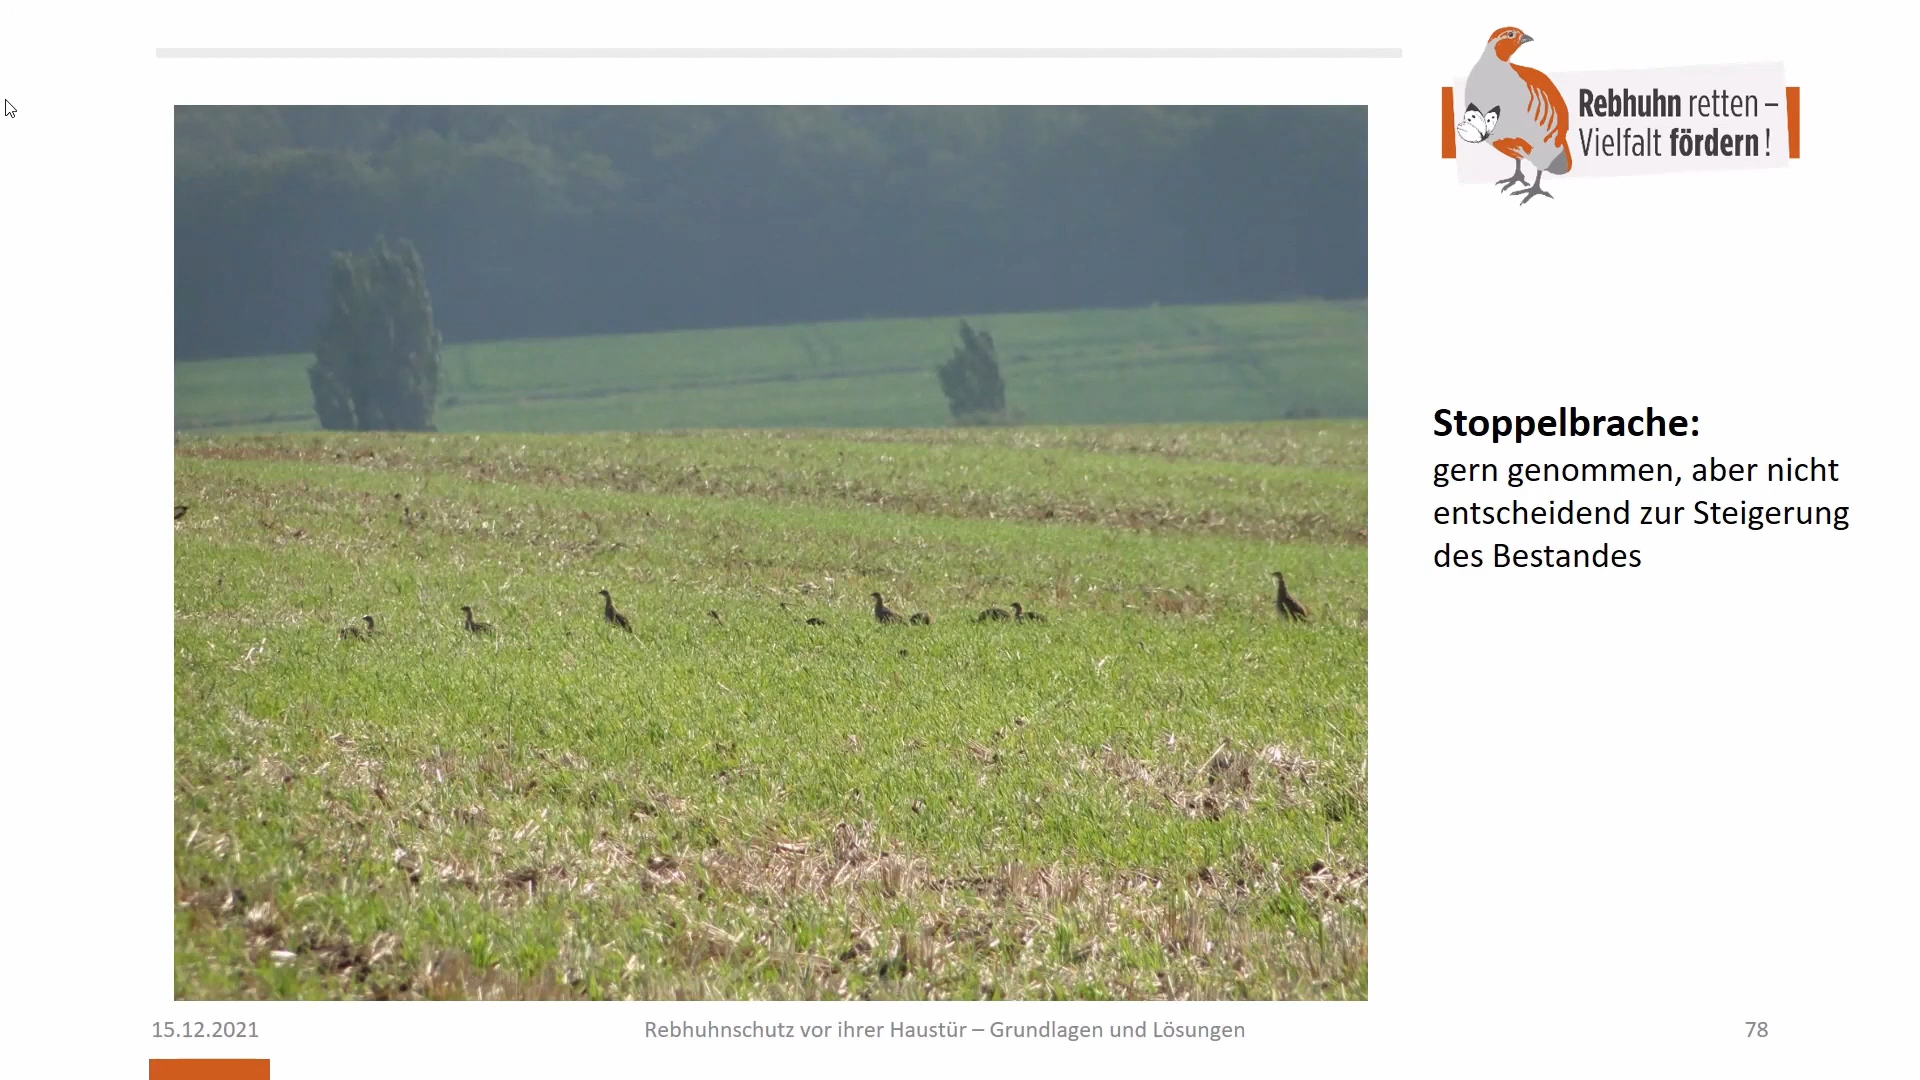 Rebhuhn retten –
Vielfalt fördern!
Stoppelbrache:
gern genommen, aber nicht
entscheidend zur Steigerung
des Bestandes
15.12.2021
Rebhuhnschutz vor ihrer Haustür – Grundlagen und Lösungen
78